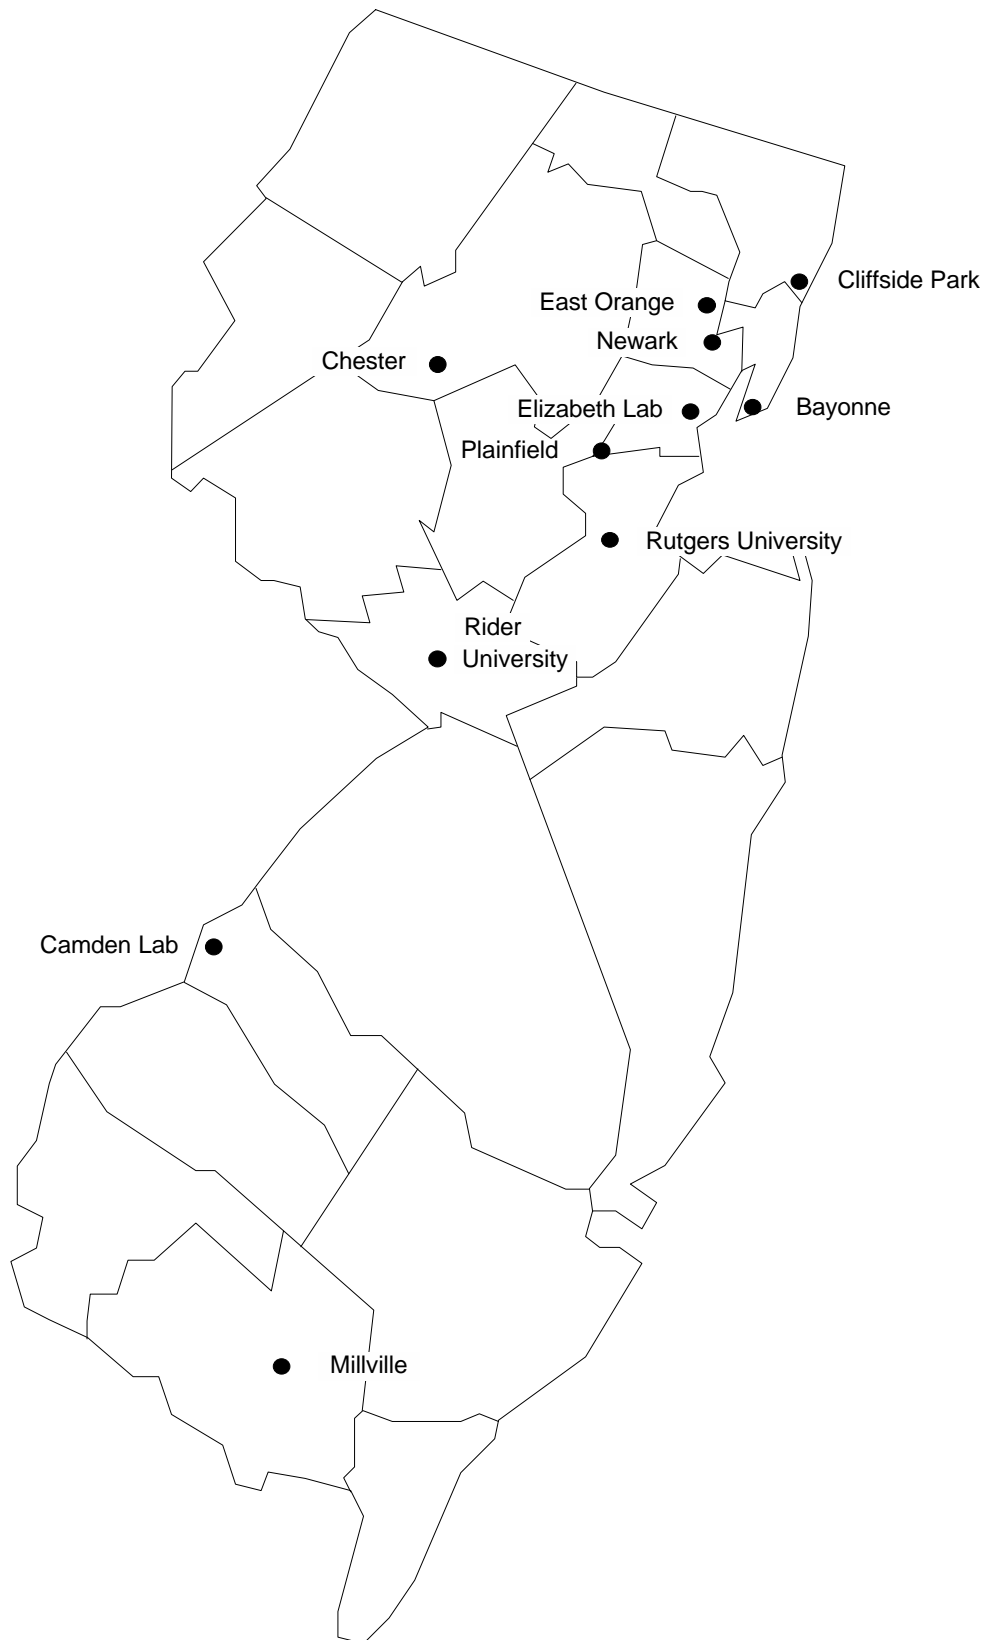 Cliffside Park
East Orange
Newark
Chester
Elizabeth Lab
Bayonne
Plainfield
Rutgers University
Rider
University
Camden Lab
Millville